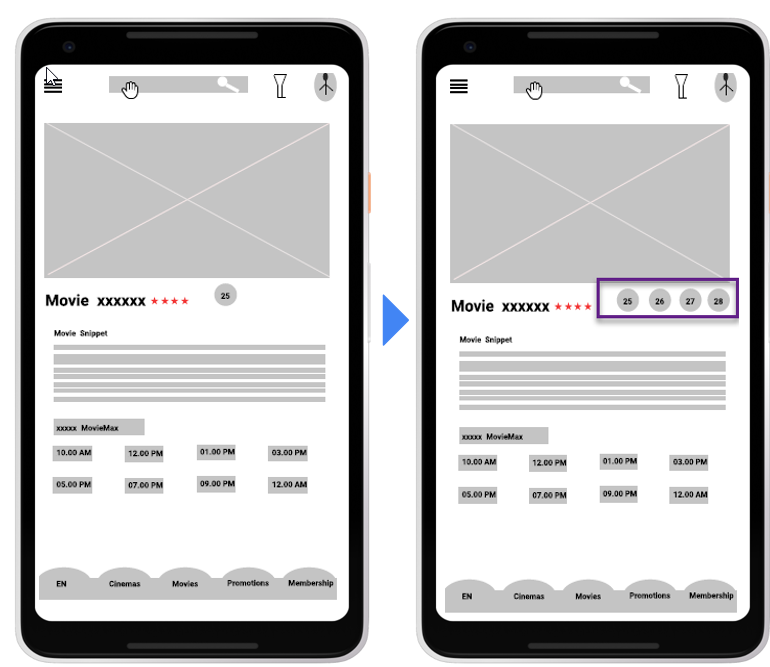 Movie xxxxxx ★★★★ 25
Movie Snippet
xxxxx MovieMax
10.00 AM 12.00 PM 01.00 PM 03.00 PM
05.00 PM 07.00 PM 09.00 PM 12.00 AM
EN Cinemas Movies Promotions Membership
Movie xxxxxx ★★★★ 25 26 27 28
Movie Snippet
xxxxx MovieMax
10.00 AM 12.00 PM 01.00 PM 03.00 PM
05.00 PM 07.00 PM 09.00 PM 12.00 AM
EN Cinemas Movies Promotions Membership